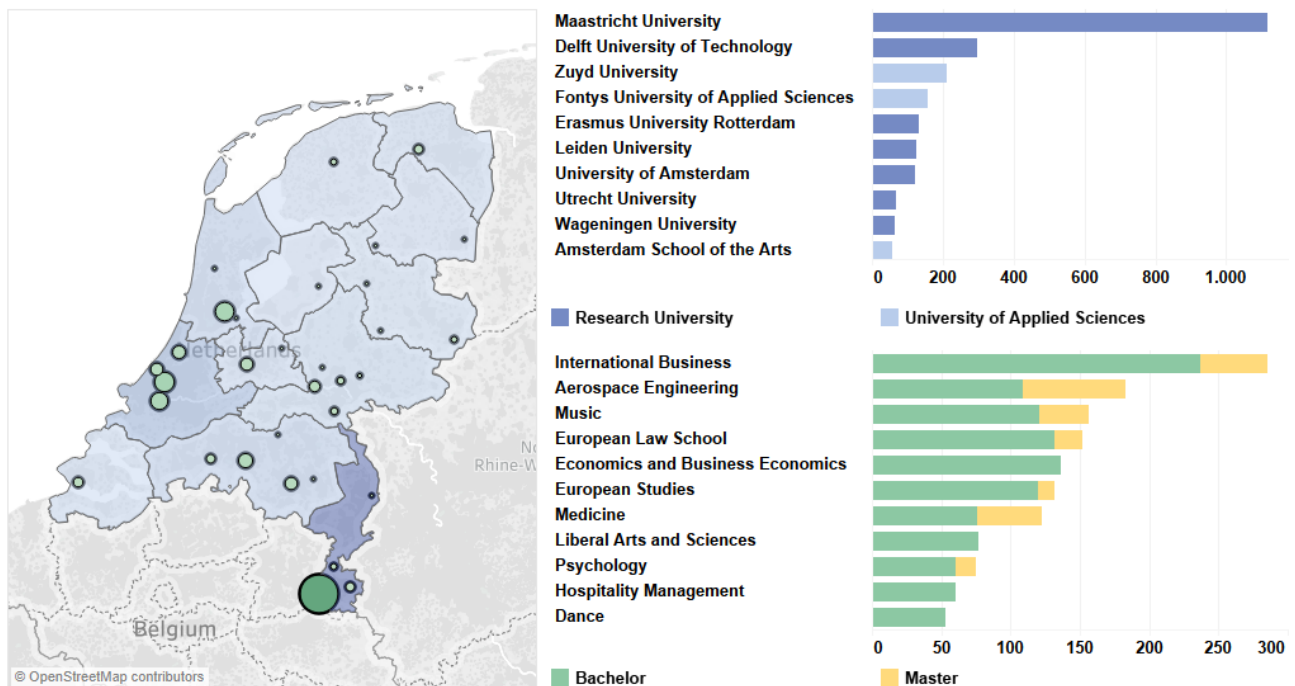 Netherlands
No
Rhine-W
Belgium
© OpenStreetMap contributors
Maastricht University
Delft University of Technology
Zuyd University
Fontys University of Applied Sciences
Erasmus University Rotterdam
Leiden University
University of Amsterdam
Utrecht University
Wageningen University
Amsterdam School of the Arts
0 200 400 600 800 1.000
Research University University of Applied Sciences
International Business
Aerospace Engineering
Music
European Law School
Economics and Business Economics
European Studies
Medicine
Liberal Arts and Sciences
Psychology
Hospitality Management
Dance
0 50 100 150 200 250 300
Bachelor Master